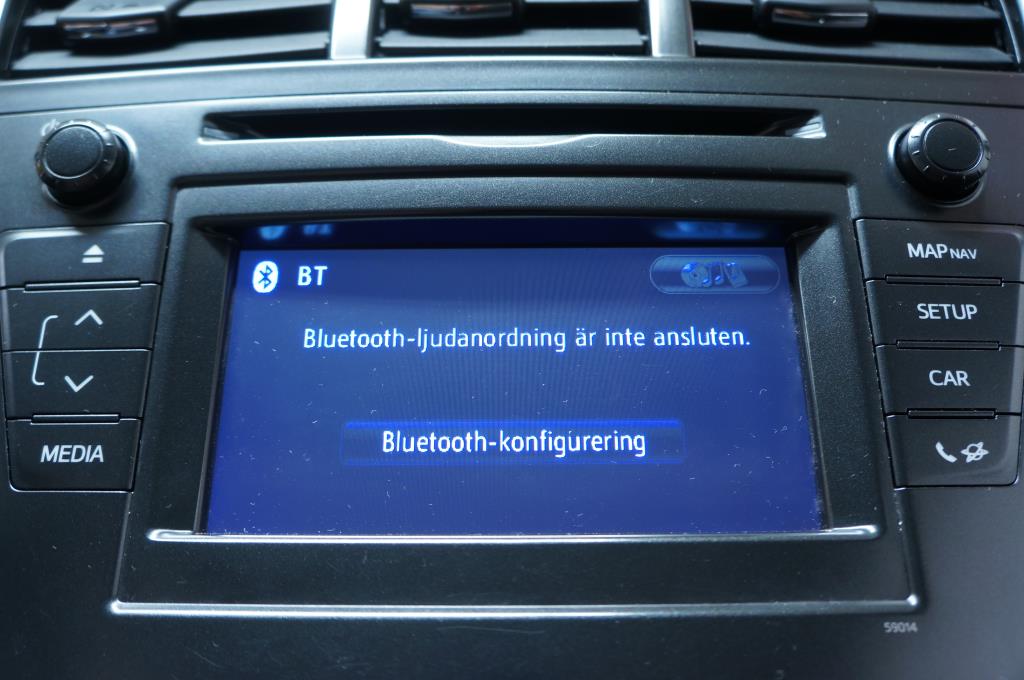 BT
Bluetooth-ljudanordning är inte ansluten.
Bluetooth-konfigurering
MEDIA
MAP NAV
SETUP
CAR
59014